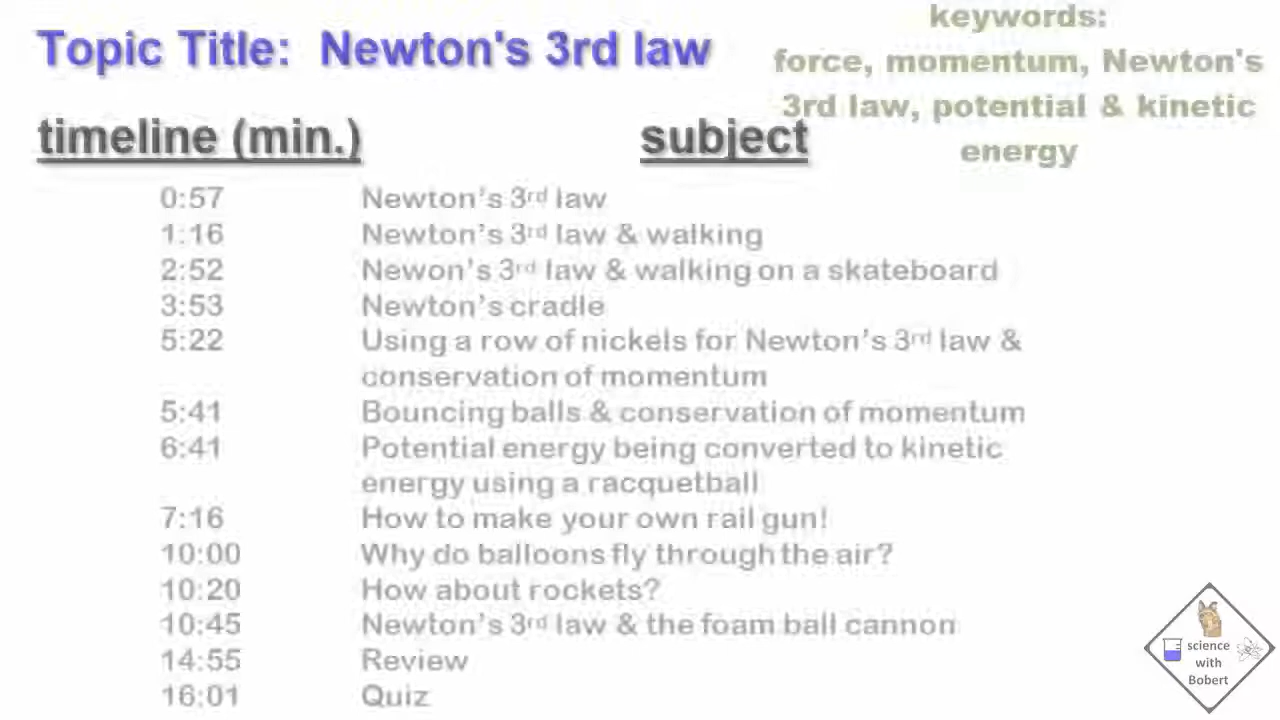 Topic Title: Newton's 3rd law
keywords:
force, momentum, Newton's
3rd law, potential & kinetic
energy
timeline (min.) subject
0:57 Newton's 3rd law
1:16 Newton's 3rd law & walking
2:52 Newon's 3rd law & walking on a skateboard
3:53 Newton's cradle
5:22 Using a row of nickels for Newton's 3rd law &
conservation of momentum
5:41 Bouncing balls & conservation of momentum
6:41 Potential energy being converted to kinetic
energy using a racquetball
7:16 How to make your own rail gun!
10:00 Why do balloons fly through the air?
10:20 How about rockets?
10:45 Newton's 3rd law & the foam ball cannon
14:55 Review
16:01 Quiz
science
with
Bobert